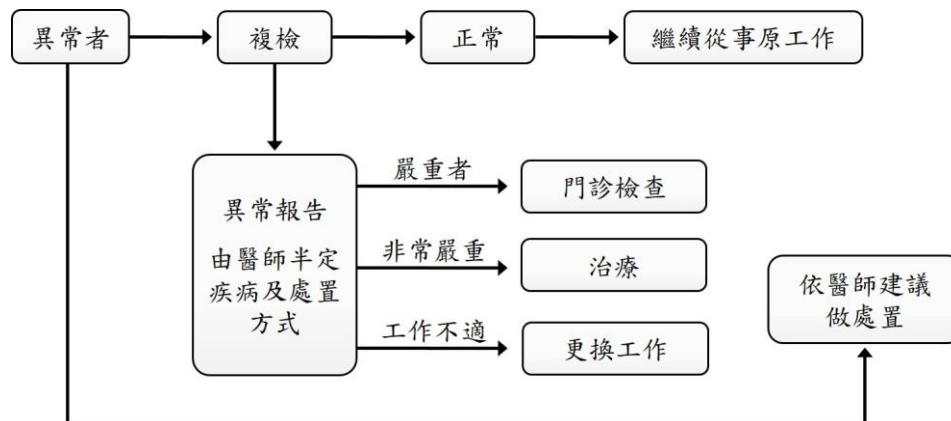 異常者
複檢
正常
繼續從事原工作
異常報告
由醫師半定
疾病及處置
方式
嚴重者
門診檢查
非常嚴重
治療
工作不適
更換工作
依醫師建議
做處置